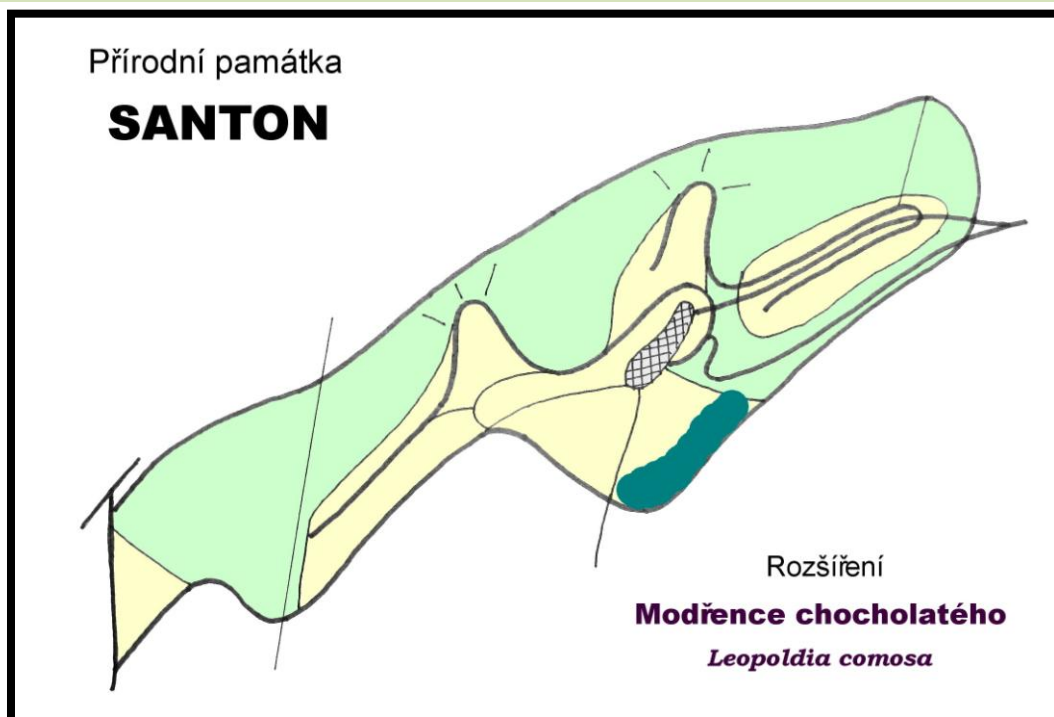 Přírodní památka
SANTON
Rozšíření
Modřence chocholatého
Leopoldia comosa